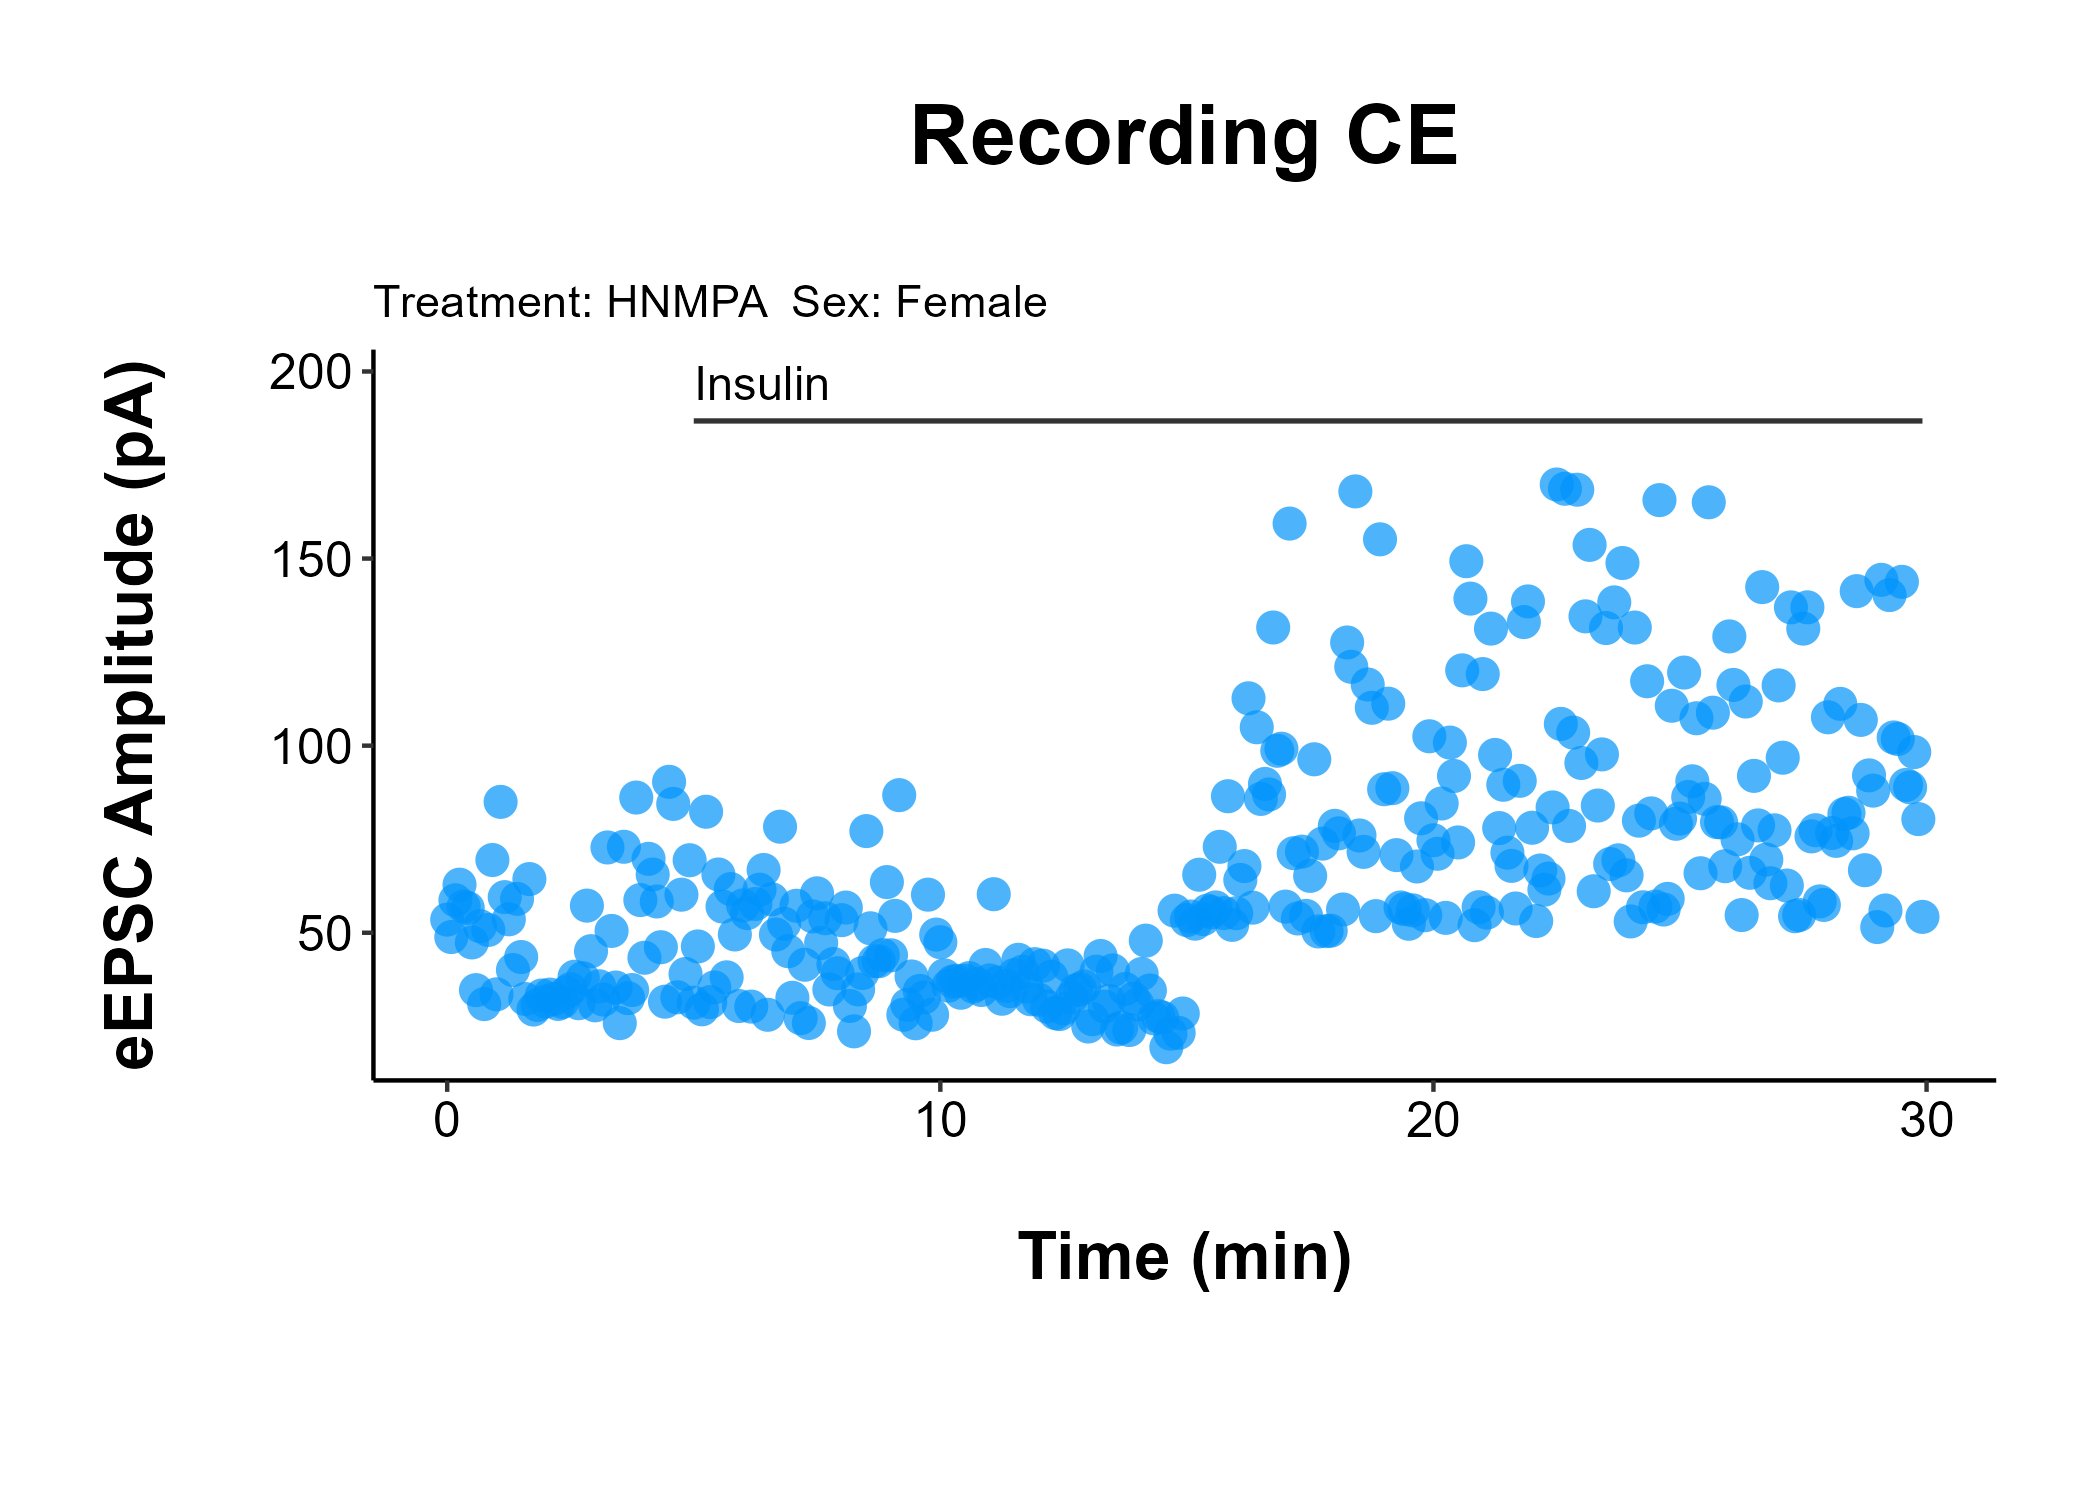 Recording CE
Treatment: HNMPA  Sex: Female
Insulin
200
150
100
50
eEPSC Amplitude (pA)
0 10 20 30
Time (min)